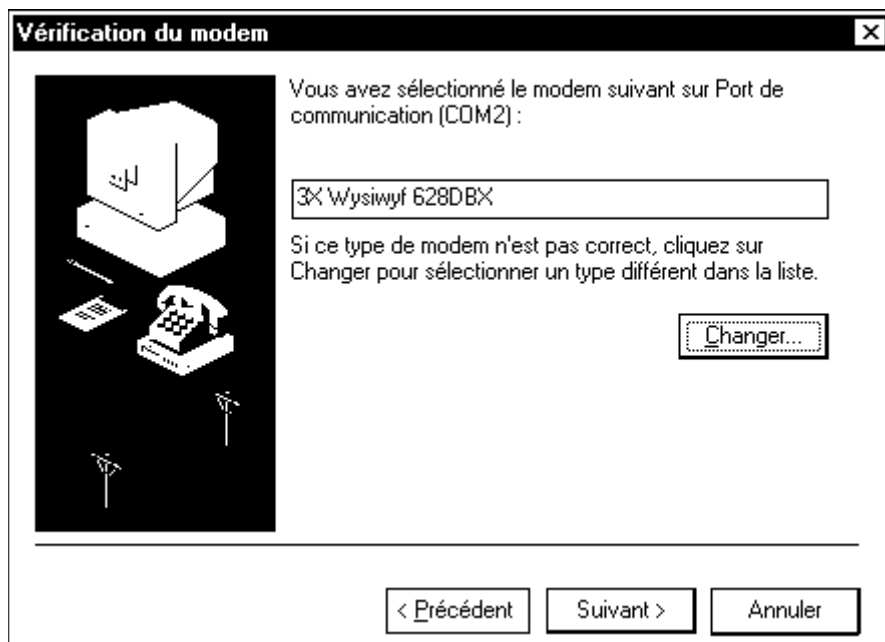 Vérification du modem
Vous avez sélectionné le modem suivant sur Port de
communication (COM2) :
3X Wysiwyf 628DBX
Si ce type de modem n'est pas correct, cliquez sur
Changer pour sélectionner un type différent dans la liste.
Changer...
< Précédent
Suivant >
Annuler